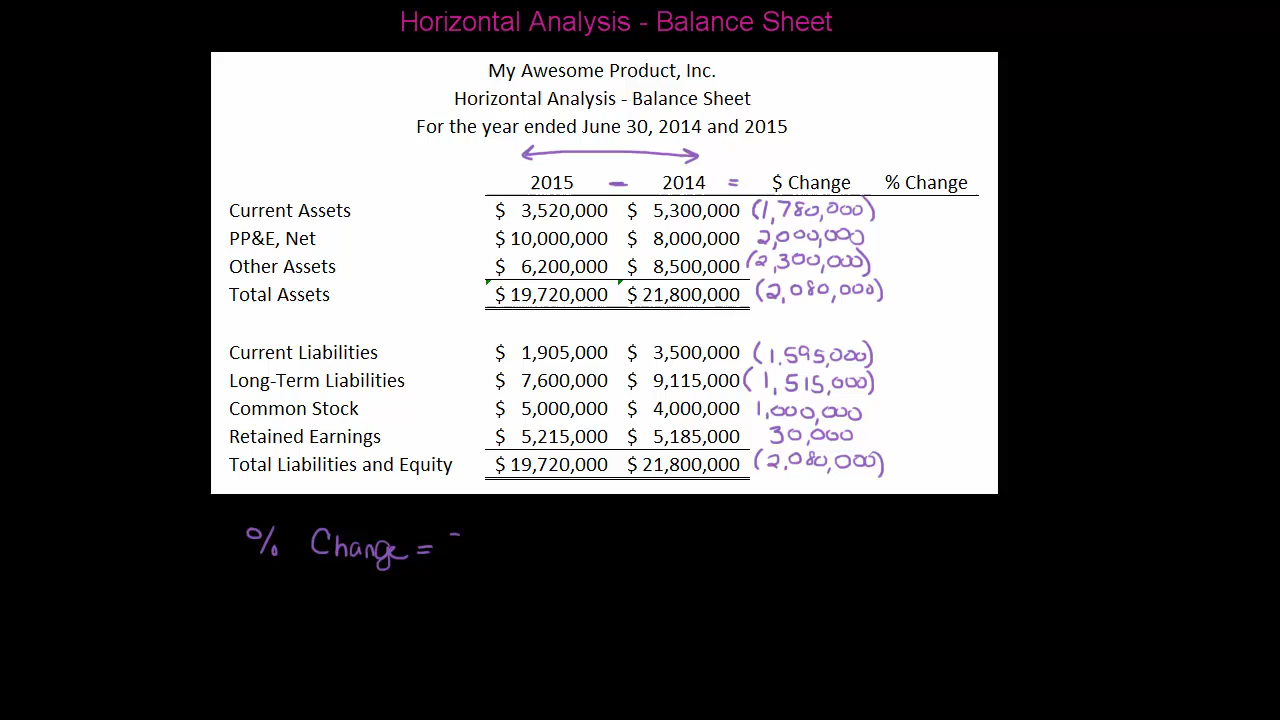 Horizontal Analysis - Balance Sheet
My Awesome Product, Inc.
Horizontal Analysis - Balance Sheet
For the year ended June 30, 2014 and 2015
2015 - 2014 = $ Change % Change
Current Assets $ 3,520,000 $ 5,300,000 (1,780,000)
PP&E, Net $ 10,000,000 $ 8,000,000 2,000,000
Other Assets $ 6,200,000 $ 8,500,000 (2,300,000)
Total Assets $ 19,720,000 $ 21,800,000 (2,080,000)
Current Liabilities $ 1,905,000 $ 3,500,000 (1,595,000)
Long-Term Liabilities $ 7,600,000 $ 9,115,000 (1,515,000)
Common Stock $ 5,000,000 $ 4,000,000 1,000,000
Retained Earnings $ 5,215,000 $ 5,185,000 30,000
Total Liabilities and Equity $ 19,720,000 $ 21,800,000 (2,080,000)
% Change =